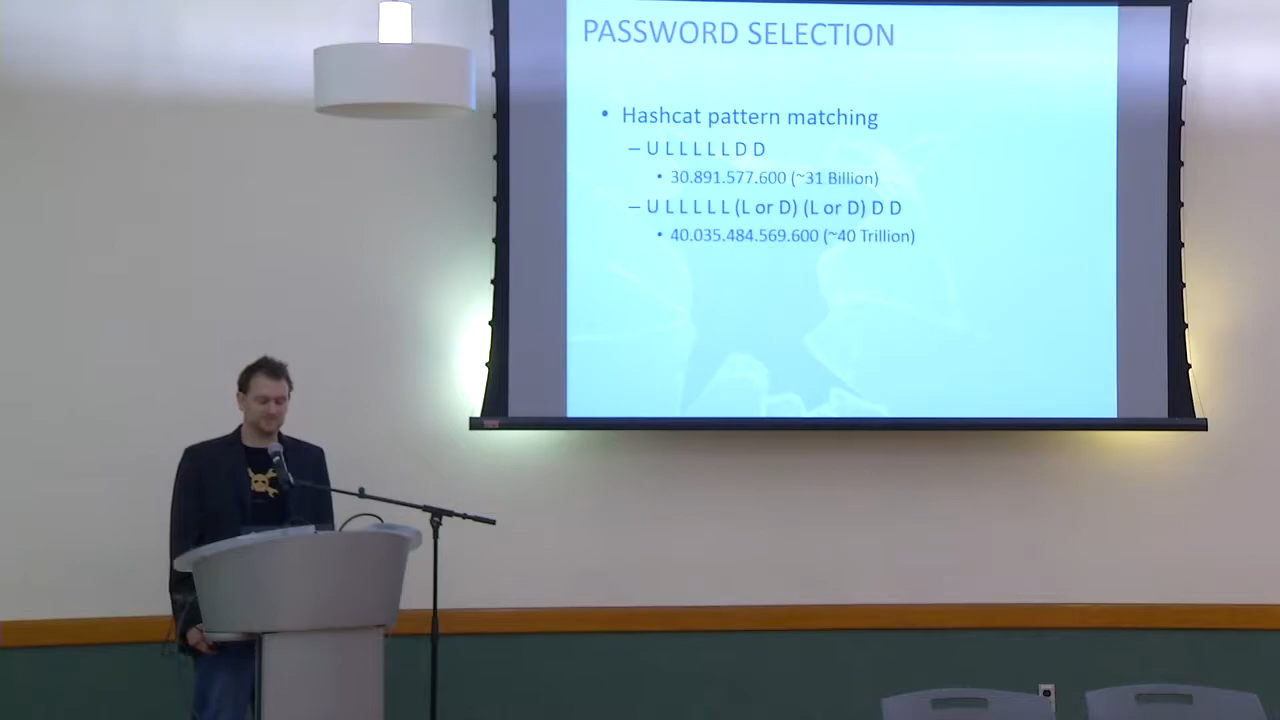 PASSWORD SELECTION
• Hashcat pattern matching
– U L L L L L D D
• 30.891.577.600 (~31 Billion)
– U L L L L L (L or D) (L or D) D D
• 40.035.484.569.600 (~40 Trillion)